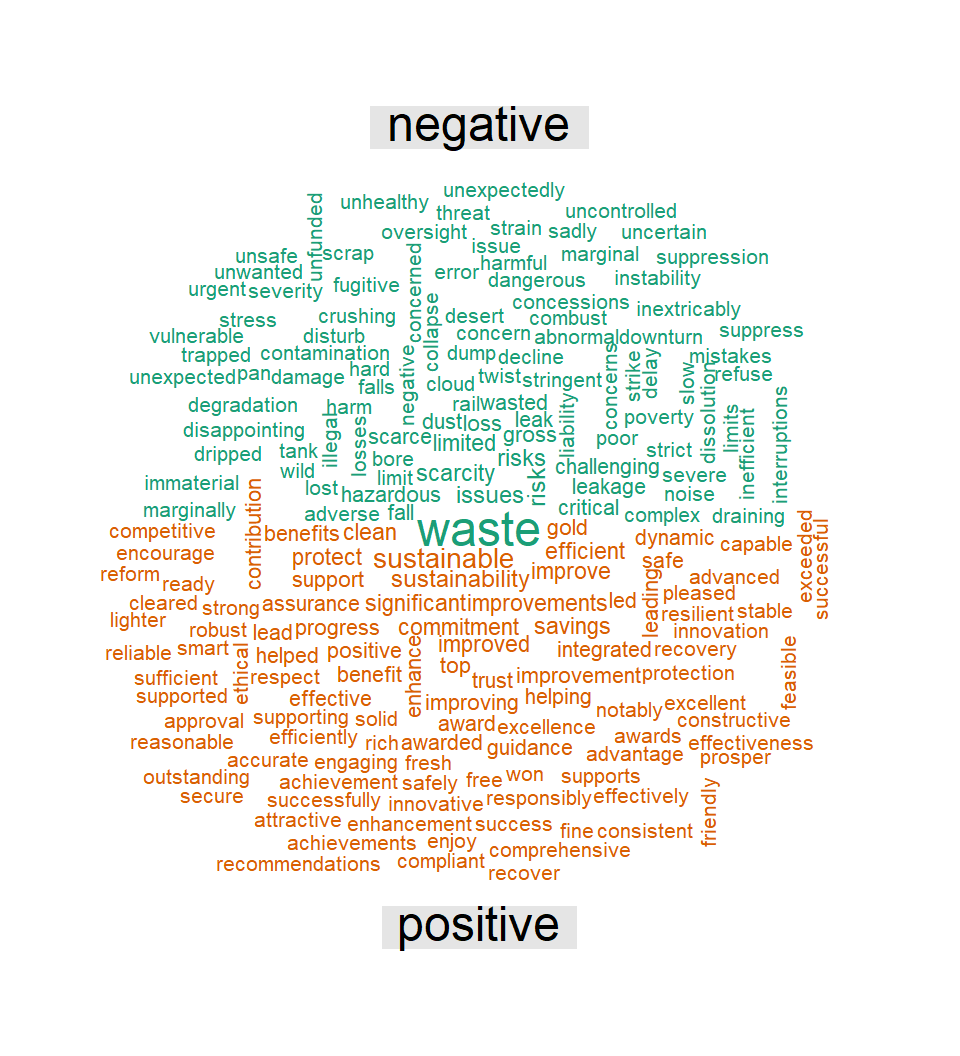 negative
unexpectedly
unhealthy
threat
uncontrolled
unfunded
oversight
strain
sadly
uncertain
issue
unsafe
scrap
concerned
harmful
marginal
suppression
unwanted
error
dangerous
instability
urgent
severity
fugitive
collapse
concessions
inextricably
stress
crushing
desert
combust
suppress
vulnerable
disturb
concern
abnormal
downturn
trapped
contamination
negative
dump
decline
concerns
strike
delay
slow
mistakes
unexpected
pan
damage
hard
falls
cloud
twist
stringent
dissolution
refuse
degradation
harm
rail
wasted
liability
poverty
limits
inefficient
interruptions
disappointing
illegal
losses
scarce
dust
loss
leak
limited
gross
poor
strict
dripped
tank
bore
risks
wild
limit
scarcity
risks
challenging
severe
immaterial
lost
hazardous
issues
leakage
noise
marginally
adverse
fall
waste
critical
complex
draining
competitive
contribution
benefits
clean
gold
dynamic
capable
exceeded
successful
encourage
protect
sustainable
efficient
safe
reform
ready
support
sustainability
improve
leading
advanced
cleared
strong
assurance
significant
improvements
led
pleased
resilient
stable
lighter
robust
lead
progress
commitment
savings
innovation
reliable
smart
ethical
helped
positive
enhance
improved
integrated
recovery
feasible
sufficient
respect
benefit
top
trust
improvement
protection
supported
effective
improving
helping
notably
excellent
approval
supporting
solid
award
excellence
constructive
reasonable
efficiently
rich
awarded
guidance
awards
effectiveness
accurate
engaging
fresh
advantage
prosper
outstanding
achievement
safely
free
won
supports
secure
successfully
innovative
responsibly
effectively
friendly
attractive
enhancement
success
fine
consistent
achievements
enjoy
comprehensive
recommendations
compliant
recover
positive